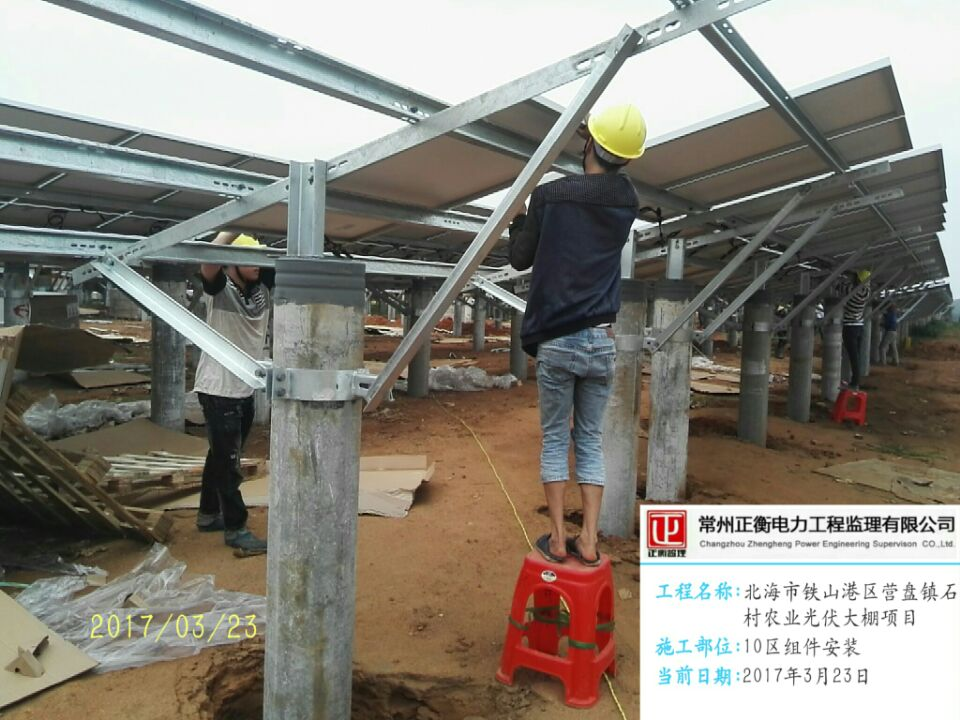 常州正衡电力工程监理有限公司
正衡监理
Changzhou Zhengheng Power Engineering Supervison CO.,Ltd.
工程名称:北海市铁山港区营盘镇石
村农业光伏大棚项目
施工部位:10区组件安装
当前日期:2017年3月23日
2017/03/23